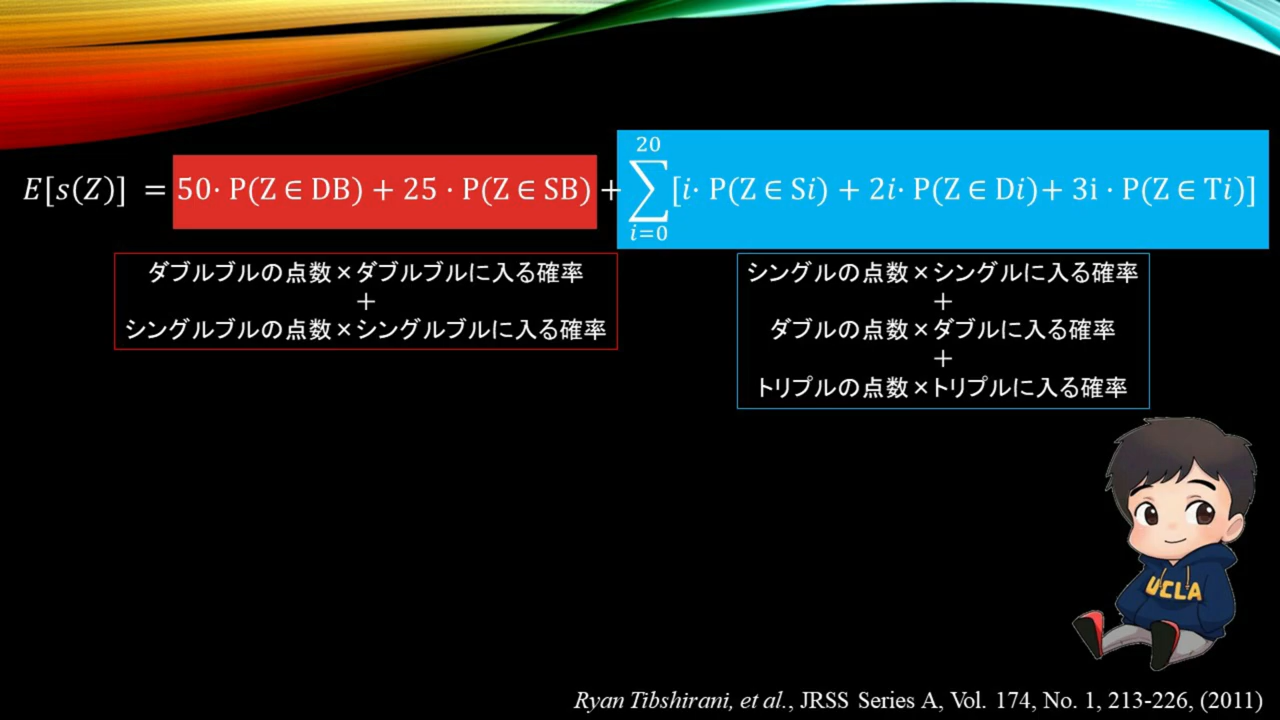 E[s(Z)] = 50· P(Z ∈ DB) + 25 · P(Z ∈ SB) + ∑_{i=0}^{20} [i· P(Z ∈ Si) + 2i· P(Z ∈ Di)+ 3i · P(Z ∈ Ti)]
ダブルブルの点数×ダブルブルに入る確率
+
シングルブルの点数×シングルブルに入る確率
シングルの点数×シングルに入る確率
+
ダブルの点数×ダブルに入る確率
+
トリプルの点数×トリプルに入る確率
UCLA
Ryan Tibshirani, et al., JRSS Series A, Vol. 174, No. 1, 213-226, (2011)